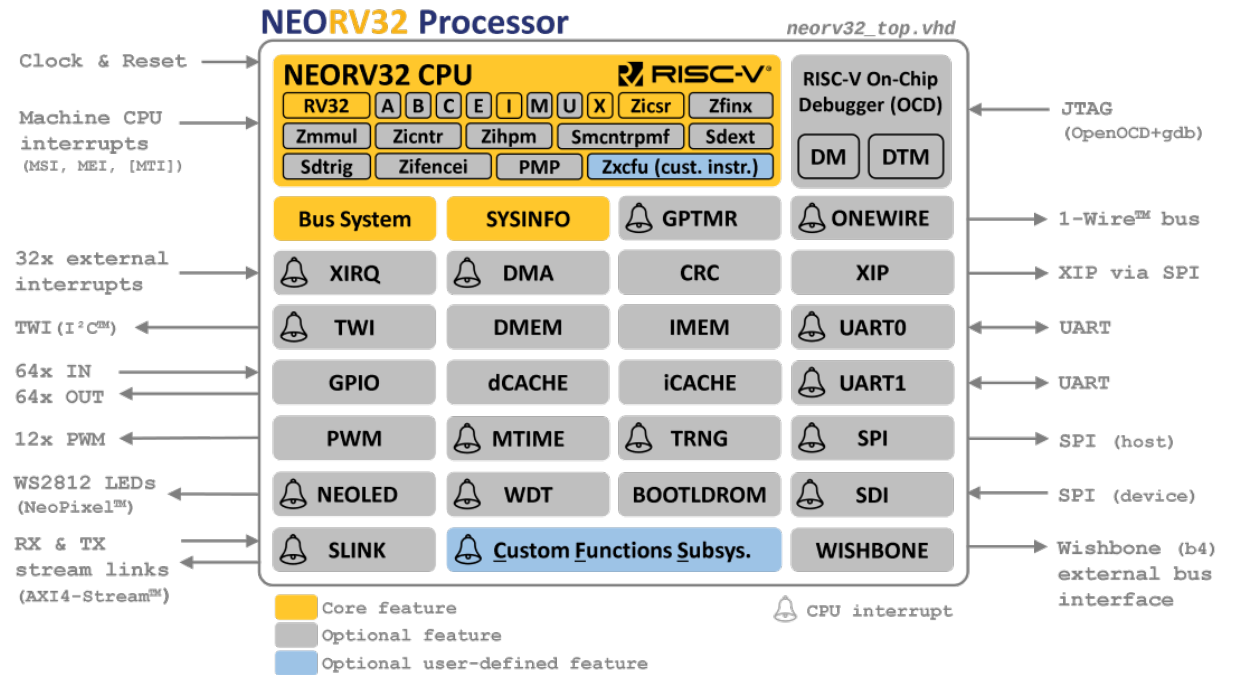 NEORV32 Processor
neorv32_top.vhd
Clock & Reset
Machine CPU
interrupts
(MSI, MEI, [MTI])
32x external
interrupts
TWI(I²C™)
64x IN
64x OUT
12x PWM
WS2812 LEDs
(NeoPixel™)
RX & TX
stream links
(AXI4-Stream™)
NEORV32 CPU
RISC-V®
RV32 A B C E I M U X Zicsr Zfinx
Zmmul Zicntr Zihpm Smcntrpmf Sdext
Sdtrig Zifencei PMP Zxcfu (cust. instr.)
RISC-V On-Chip
Debugger (OCD)
DM DTM
Bus System SYSINFO GPTMR ONEWIRE
XIRQ DMA CRC XIP
TWI DMEM IMEM UART0
GPIO dCACHE iCACHE UART1
PWM MTIME TRNG SPI
NEOLED WDT BOOTLDROM SDI
SLINK Custom Functions Subsys. WISHBONE
JTAG
(OpenOCD+gdb)
1-Wire™ bus
XIP via SPI
UART
UART
SPI (host)
SPI (device)
Wishbone (b4)
external bus
interface
Core feature
Optional feature
Optional user-defined feature
CPU interrupt